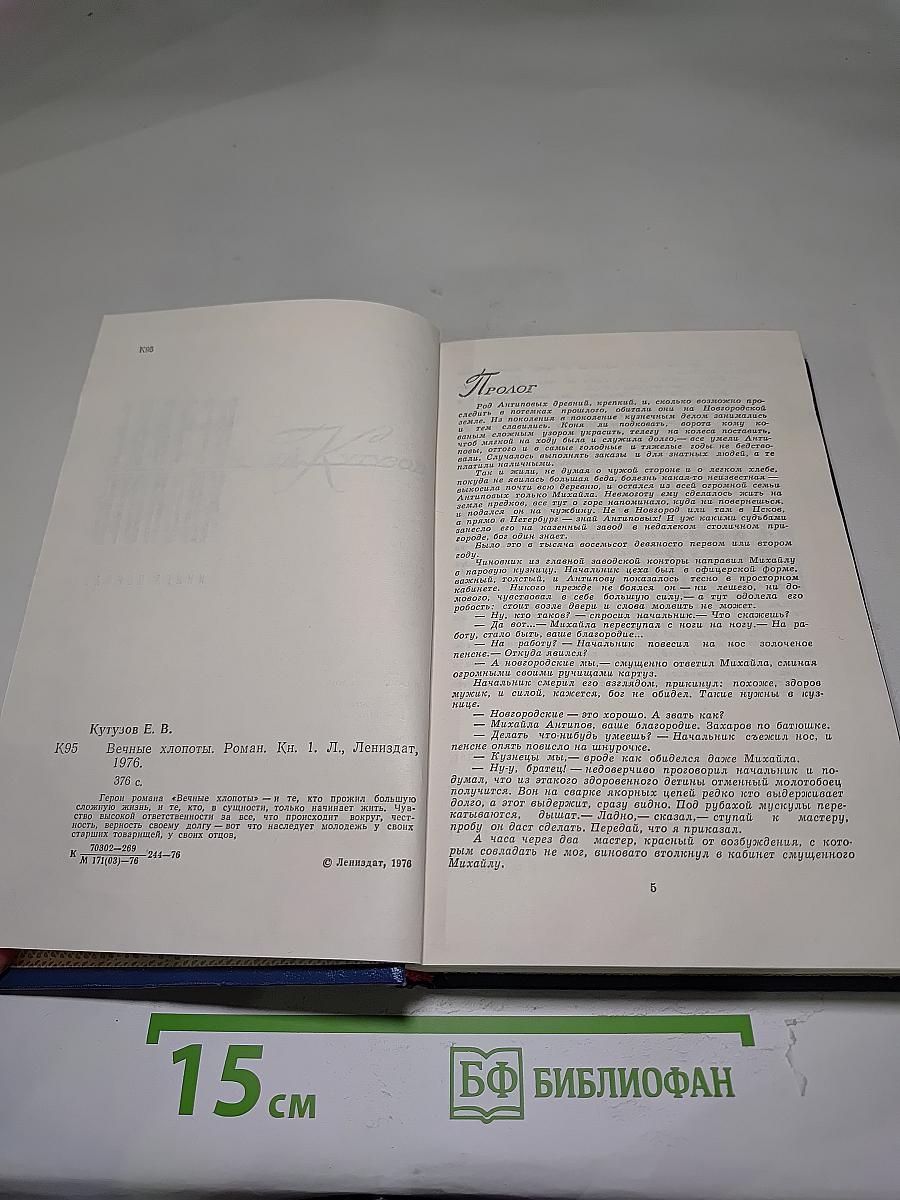 К95
Кутузов Е. В.
К95 Вечные хлопоты. Роман. Кн. 1. Л., Лениздат,
1976.
376 с.
Герои романа «Вечные хлопоты» — и те, кто прожил большую
сложную жизнь, и те, кто, в сущности, только начинает жить. Чув-
ство высокой ответственности за все, что происходит вокруг, чест-
ность, верность своему долгу — вот что наследует молодежь у своих
старших товарищей, у своих отцов.
70302—269
К 244—76
М 171(03)—76
© Лениздат, 1976
Пролог
Род Антиповых древний, крепкий, и, сколько возможно про-
следить в потемках прошлого, обитали они на Новгородской
земле. Из поколения в поколение кузнечным делом занимались
и тем славились. Коня ли подковать, ворота кому ко-
ваным сложным узором украсить, телегу на колеса поставить,
чтоб мягкой на ходу была и служила долго,— все умели Анти-
повы, оттого и в самые голодные и тяжелые годы не бедство-
вали. Случалось выполнять заказы и для знатных людей, а те
платили наличными.
Так и жили, не думая о чужой стороне и о легком хлебе,
покуда не явилась большая беда, болезнь какая-то неизвестная —
выкосила почти всю деревню, и остался из всей огромной семьи
Антиповых только Михайла. Невмоготу ему сделалось жить на
земле предков, все тут о горе напоминало, куда ни повернешься,
и подался он на чужбину. Не в Новгород или там в Псков,
а прямо в Петербург — знай Антиповых! И уж какими судьбами
занесло его на казенный завод в недалеком столичном при-
городе, бог один знает.
Было это в тысяча восемьсот девяносто первом или втором
году.
Чиновник из главной заводской конторы направил Михайлу
в паровую кузницу. Начальник цеха был в офицерской форме,
важный, толстый, и Антипову показалось тесно в просторном
кабинете. Никого прежде не боялся он — ни лешего, ни до-
мового, чувствовал в себе большую силу,— а тут одолела его
робость: стоит возле двери и слова молвить не может.
— Ну, кто таков? — спросил начальник.— Что скажешь?
— Да вот...— Михайла переступал с ноги на ногу.— На ра-
боту, стало быть, ваше благородие...
— На работу? — Начальник повесил на нос золоченое
пенсне.— Откуда явился?
— А новгородские мы,— смущенно ответил Михайла, сминая
огромными своими ручищами картуз.
Начальник смерил его взглядом, прикинул: похоже, здоров
мужик, и силой, кажется, бог не обидел. Такие нужны в куз-
нице.
— Новгородские — это хорошо. А звать как?
— Михайла Антипов, ваше благородие. Захаров по батюшке.
— Делать что-нибудь умеешь? — Начальник съежил нос, и
пенсне опять повисло на шнурочке.
— Кузнецы мы,— вроде как обиделся даже Михайла.
— Ну-у, братец! — недоверчиво проговорил начальник и по-
думал, что из этакого здоровенного детины отменный молотобоец
получится. Вон на сварке якорных цепей редко кто выдерживает
долго, а этот выдержит, сразу видно. Под рубахой мускулы пере-
катываются, дышат.— Ладно,— сказал,— ступай к мастеру,
пробу он даст сделать. Передай, что я приказал.
А часа через два мастер, красный от возбуждения, с кото-
рым совладать не мог, виновато втолкнул в кабинет смущенного
Михайлу.
5
15 см
БФ БИБЛИОФАН